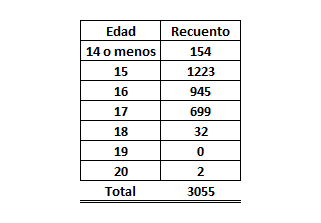 Edad Recuento
14 o menos 154
15 1223
16 945
17 699
18 32
19 0
20 2
Total 3055